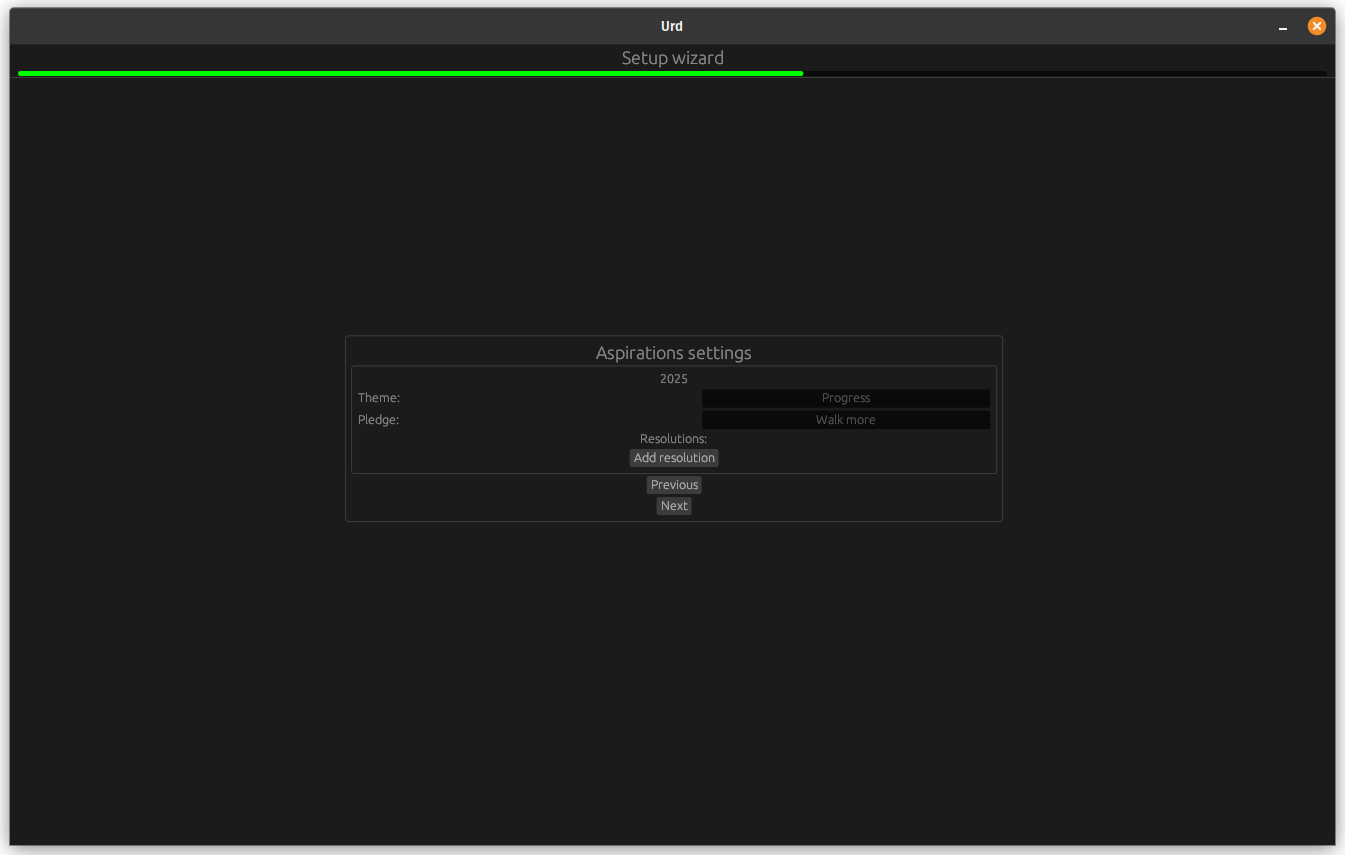 Urd
Setup wizard
Aspirations settings
2025
Theme: Progress
Pledge: Walk more
Resolutions:
Add resolution
Previous
Next